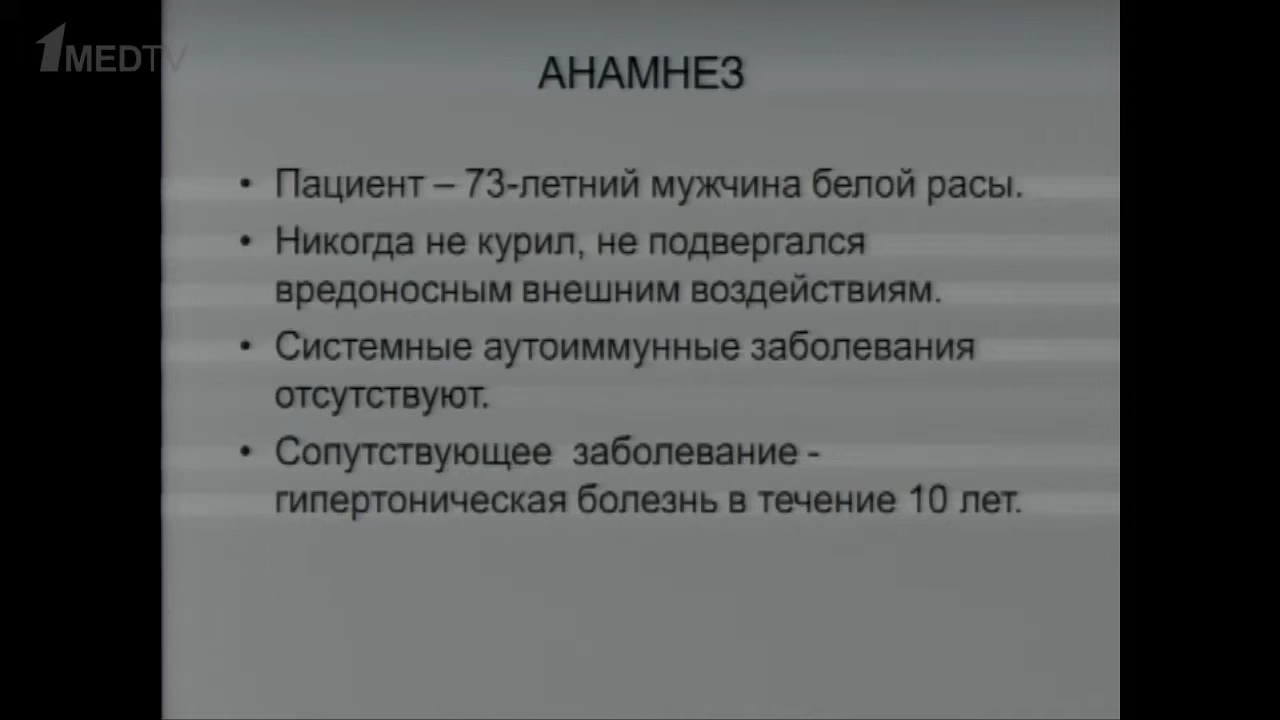 1MEDTV
АНАМНЕЗ
• Пациент – 73-летний мужчина белой расы.
• Никогда не курил, не подвергался
вредоносным внешним воздействиям.
• Системные аутоиммунные заболевания
отсутствуют.
• Сопутствующее заболевание -
гипертоническая болезнь в течение 10 лет.